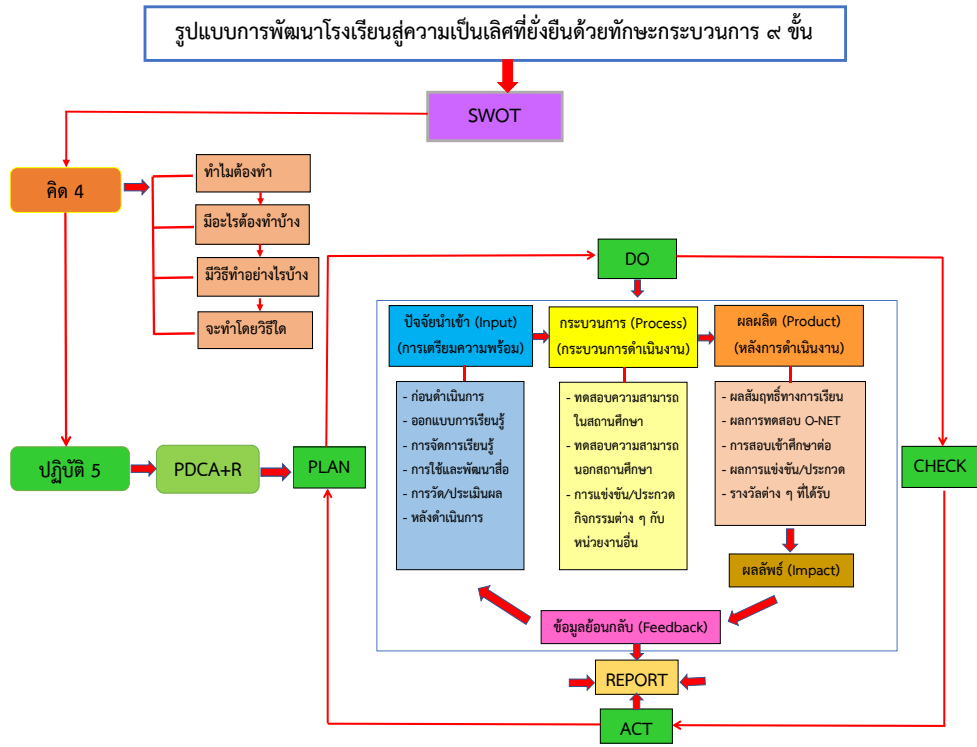 รูปแบบการพัฒนาโรงเรียนสู่ความเป็นเลิศที่ยั่งยืนด้วยทักษะกระบวนการ ๙ ขั้น
SWOT
คิด 4
ทำไมต้องทำ
มีอะไรต้องทำบ้าง
มีวิธีทำอย่างไรบ้าง
จะทำโดยวิธีใด
ปฏิบัติ 5
PDCA+R
PLAN
DO
ปัจจัยนำเข้า (Input)
(การเตรียมความพร้อม)
- ก่อนดำเนินการ
- ออกแบบการเรียนรู้
- การจัดการเรียนรู้
- การใช้และพัฒนาสื่อ
- การวัด/ประเมินผล
- หลังดำเนินการ
กระบวนการ (Process)
(กระบวนการดำเนินงาน)
- ทดสอบความสามารถ
ในสถานศึกษา
- ทดสอบความสามารถ
นอกสถานศึกษา
- การแข่งขัน/ประกวด
กิจกรรมต่าง ๆ กับ
หน่วยงานอื่น
ผลผลิต (Product)
(หลังการดำเนินงาน)
- ผลสัมฤทธิ์ทางการเรียน
- ผลการทดสอบ O-NET
- การสอบเข้าศึกษาต่อ
- ผลการแข่งขัน/ประกวด
- รางวัลต่าง ๆ ที่ได้รับ
ผลลัพธ์ (Impact)
ข้อมูลย้อนกลับ (Feedback)
CHECK
REPORT
ACT